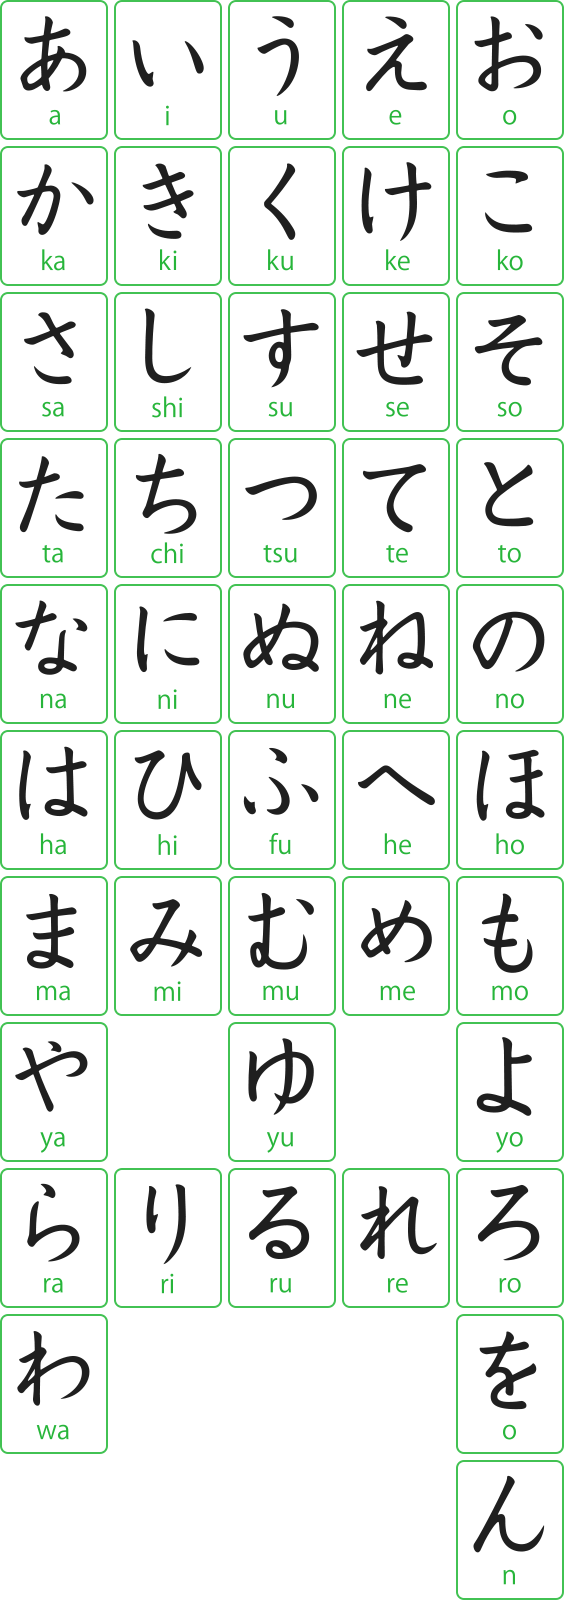 あ い う え お
a i u e o
か き く け こ
ka ki ku ke ko
さ し す せ そ
sa shi su se so
た ち つ て と
ta chi tsu te to
な に ぬ ね の
na ni nu ne no
は ひ ふ へ ほ
ha hi fu he ho
ま み む め も
ma mi mu me mo
や ゆ よ
ya yu yo
ら り る れ ろ
ra ri ru re ro
わ を
wa o
ん
n